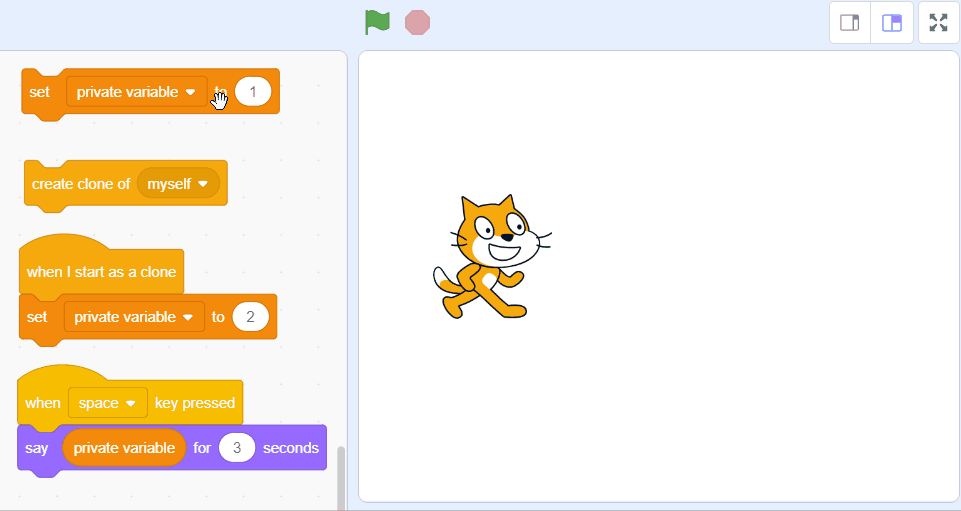 set private variable to 1
create clone of myself
when I start as a clone
set private variable to 2
when space key pressed
say private variable for 3 seconds